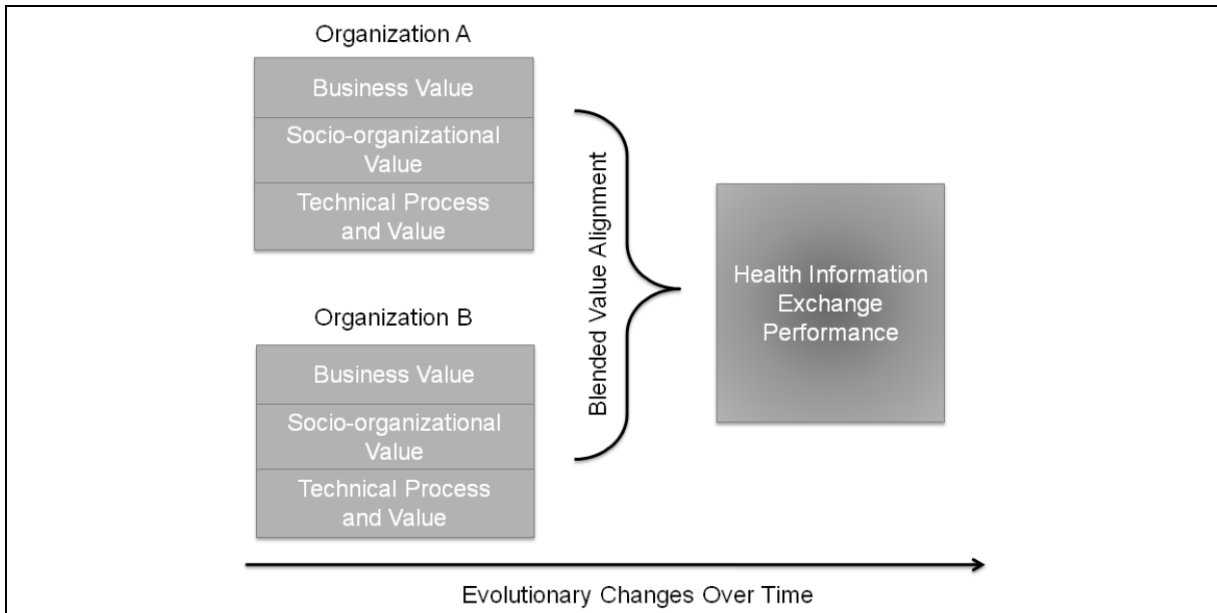 Organization A
Business Value
Socio-organizational
Value
Technical Process
and Value
Organization B
Business Value
Socio-organizational
Value
Technical Process
and Value
Blended Value Alignment
Health Information
Exchange
Performance
Evolutionary Changes Over Time